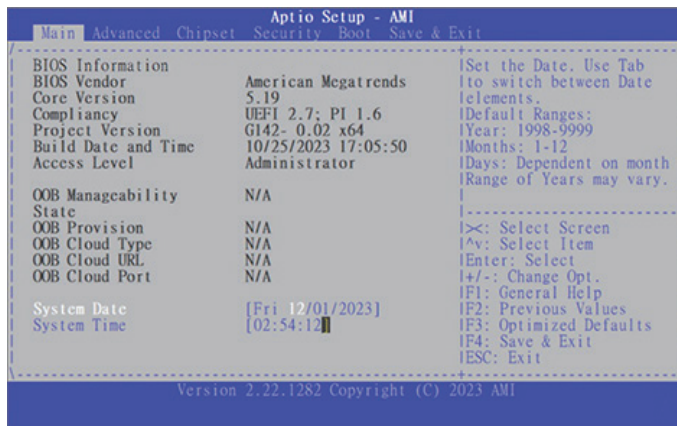 Aptio Setup - AMI
Main Advanced Chipset Security Boot Save & Exit
BIOS Information
BIOS Vendor American Megatrends
Core Version 5.19
Compliancy UEFI 2.7; PI 1.6
Project Version G142- 0.02 x64
Build Date and Time 10/25/2023 17:05:50
Access Level Administrator
OOB Manageability N/A
State
OOB Provision N/A
OOB Cloud Type N/A
OOB Cloud URL N/A
OOB Cloud Port N/A
System Date [Fri 12/01/2023]
System Time [02:54:12]
Set the Date. Use Tab
to switch between Date
elements.
Default Ranges:
Year: 1998-9999
Months: 1-12
Days: Dependent on month
Range of Years may vary.
><: Select Screen
^v: Select Item
Enter: Select
+/-: Change Opt.
F1: General Help
F2: Previous Values
F3: Optimized Defaults
F4: Save & Exit
ESC: Exit
Version 2.22.1282 Copyright (C) 2023 AMI